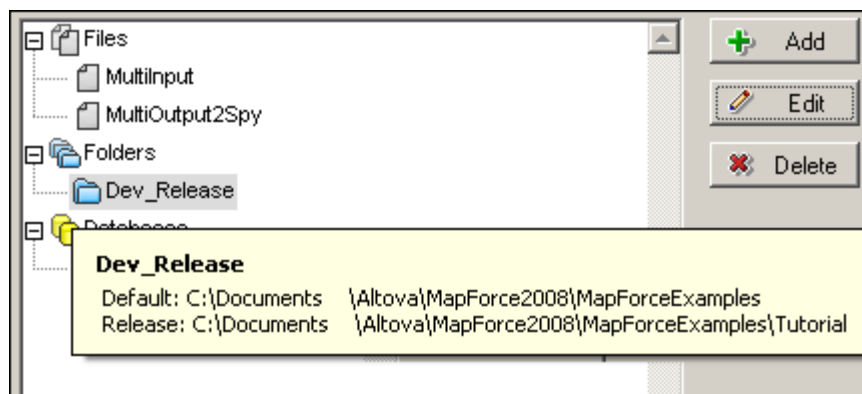 Files
Add
MultiInput
Edit
MultiOutput2Spy
Folders
Delete
Dev_Release
Databases
Dev_Release
Default: C:\Documents \Altova\MapForce2008\MapForceExamples
Release: C:\Documents \Altova\MapForce2008\MapForceExamples\Tutorial